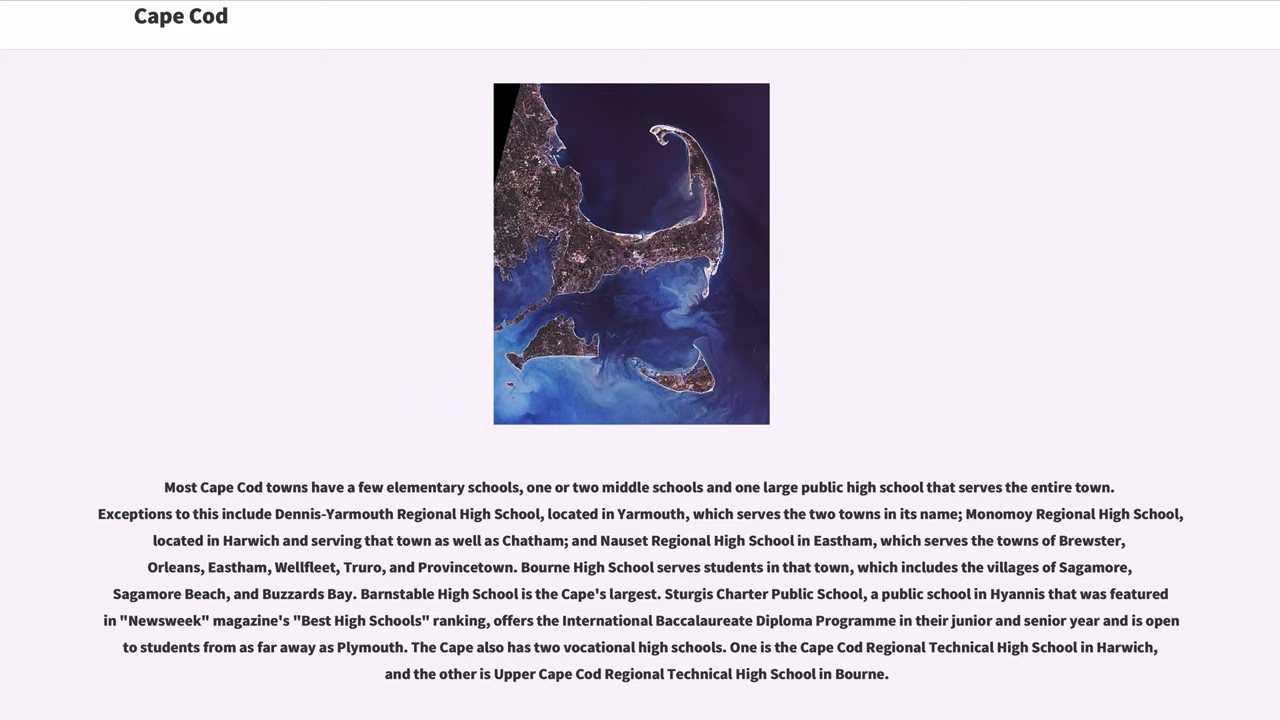 Cape Cod
Most Cape Cod towns have a few elementary schools, one or two middle schools and one large public high school that serves the entire town.
Exceptions to this include Dennis-Yarmouth Regional High School, located in Yarmouth, which serves the two towns in its name; Monomoy Regional High School,
located in Harwich and serving that town as well as Chatham; and Nauset Regional High School in Eastham, which serves the towns of Brewster,
Orleans, Eastham, Wellfleet, Truro, and Provincetown. Bourne High School serves students in that town, which includes the villages of Sagamore,
Sagamore Beach, and Buzzards Bay. Barnstable High School is the Cape's largest. Sturgis Charter Public School, a public school in Hyannis that was featured
in "Newsweek" magazine's "Best High Schools" ranking, offers the International Baccalaureate Diploma Programme in their junior and senior year and is open
to students from as far away as Plymouth. The Cape also has two vocational high schools. One is the Cape Cod Regional Technical High School in Harwich,
and the other is Upper Cape Cod Regional Technical High School in Bourne.